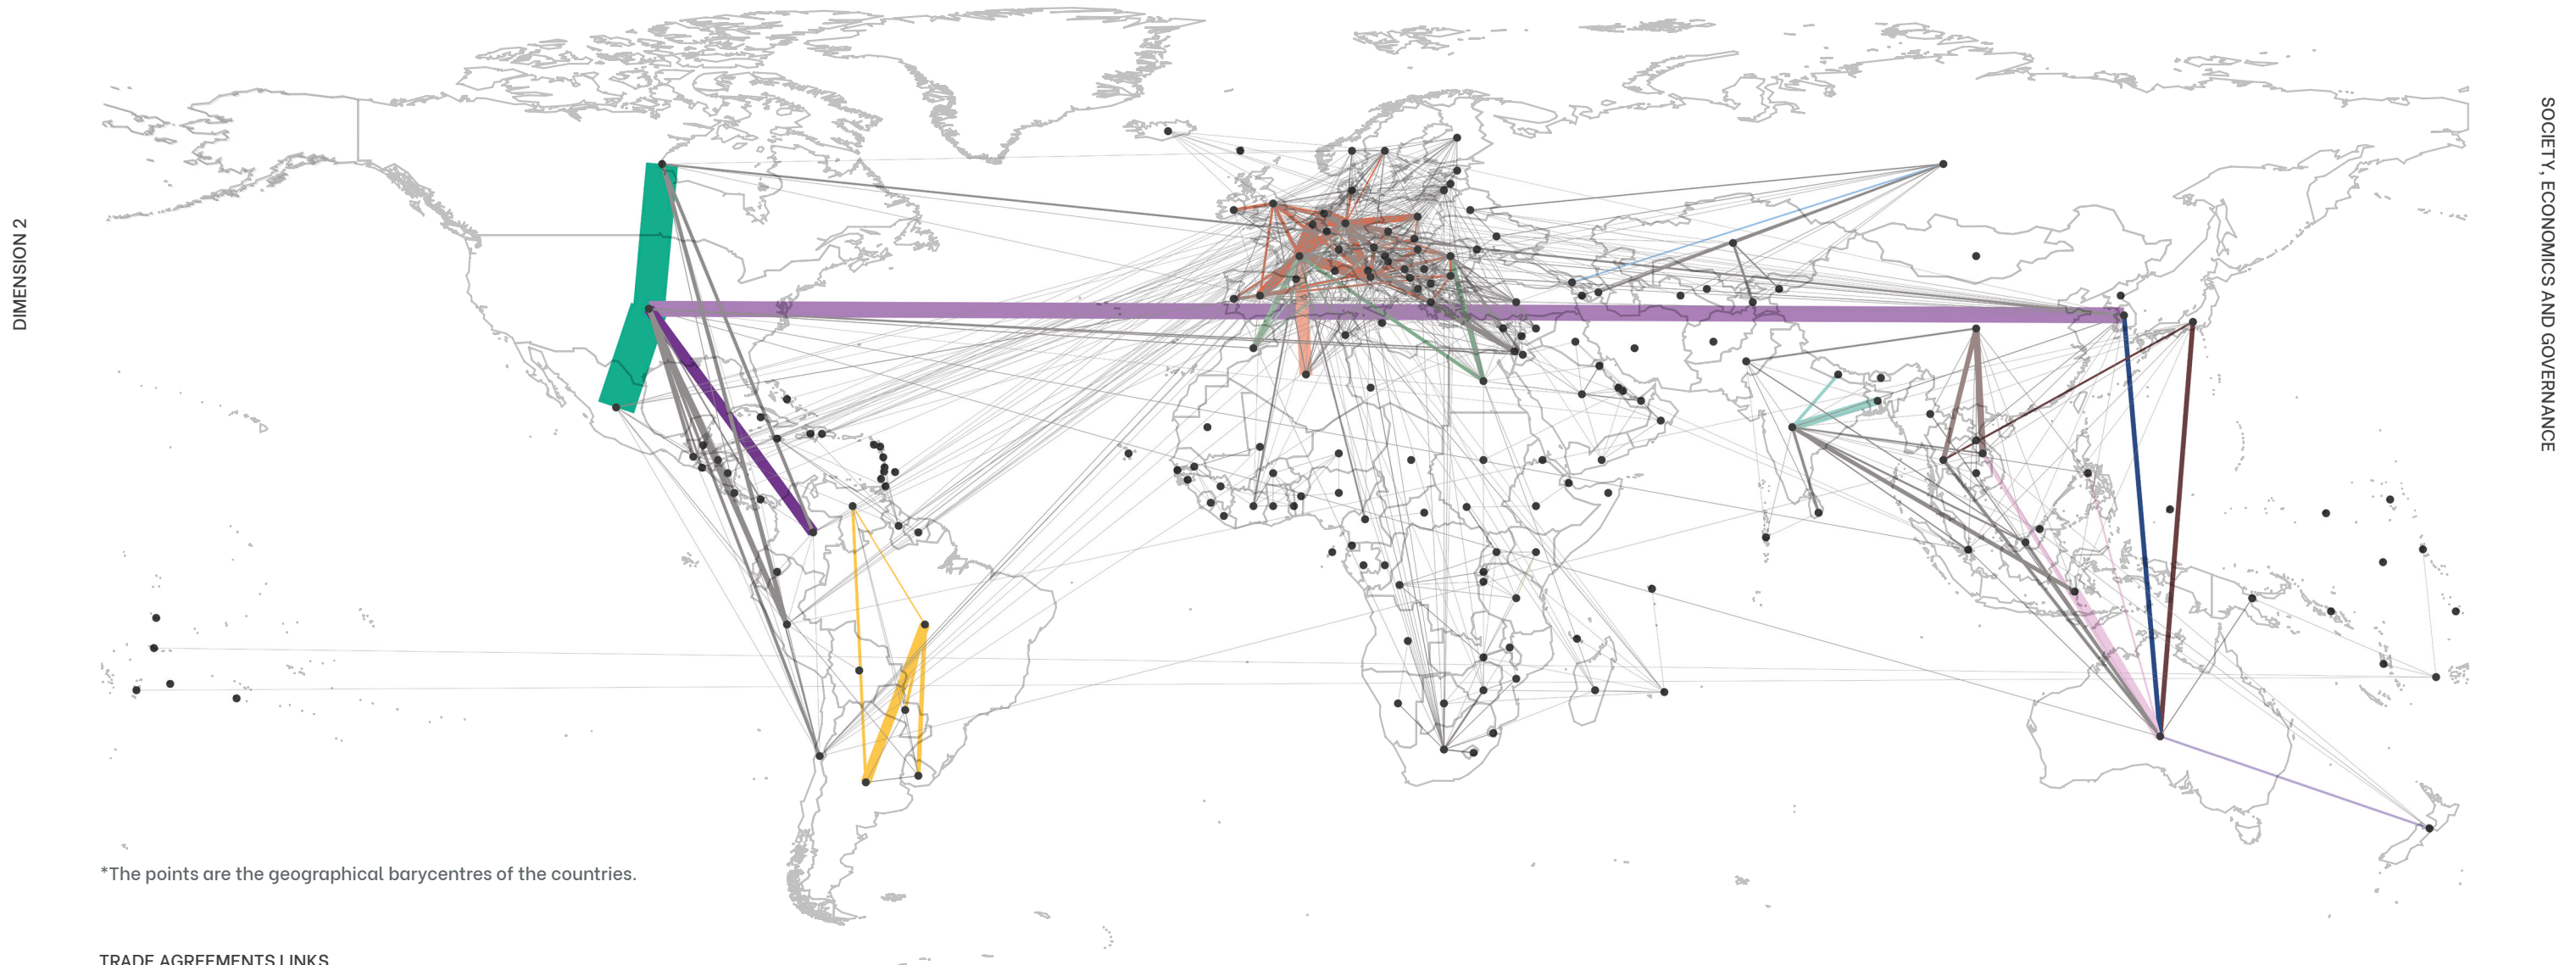 DIMENSION 2
SOCIETY, ECONOMICS AND GOVERNANCE
*The points are the geographical barycentres of the countries.
TRADE AGREEMENTS LINKS